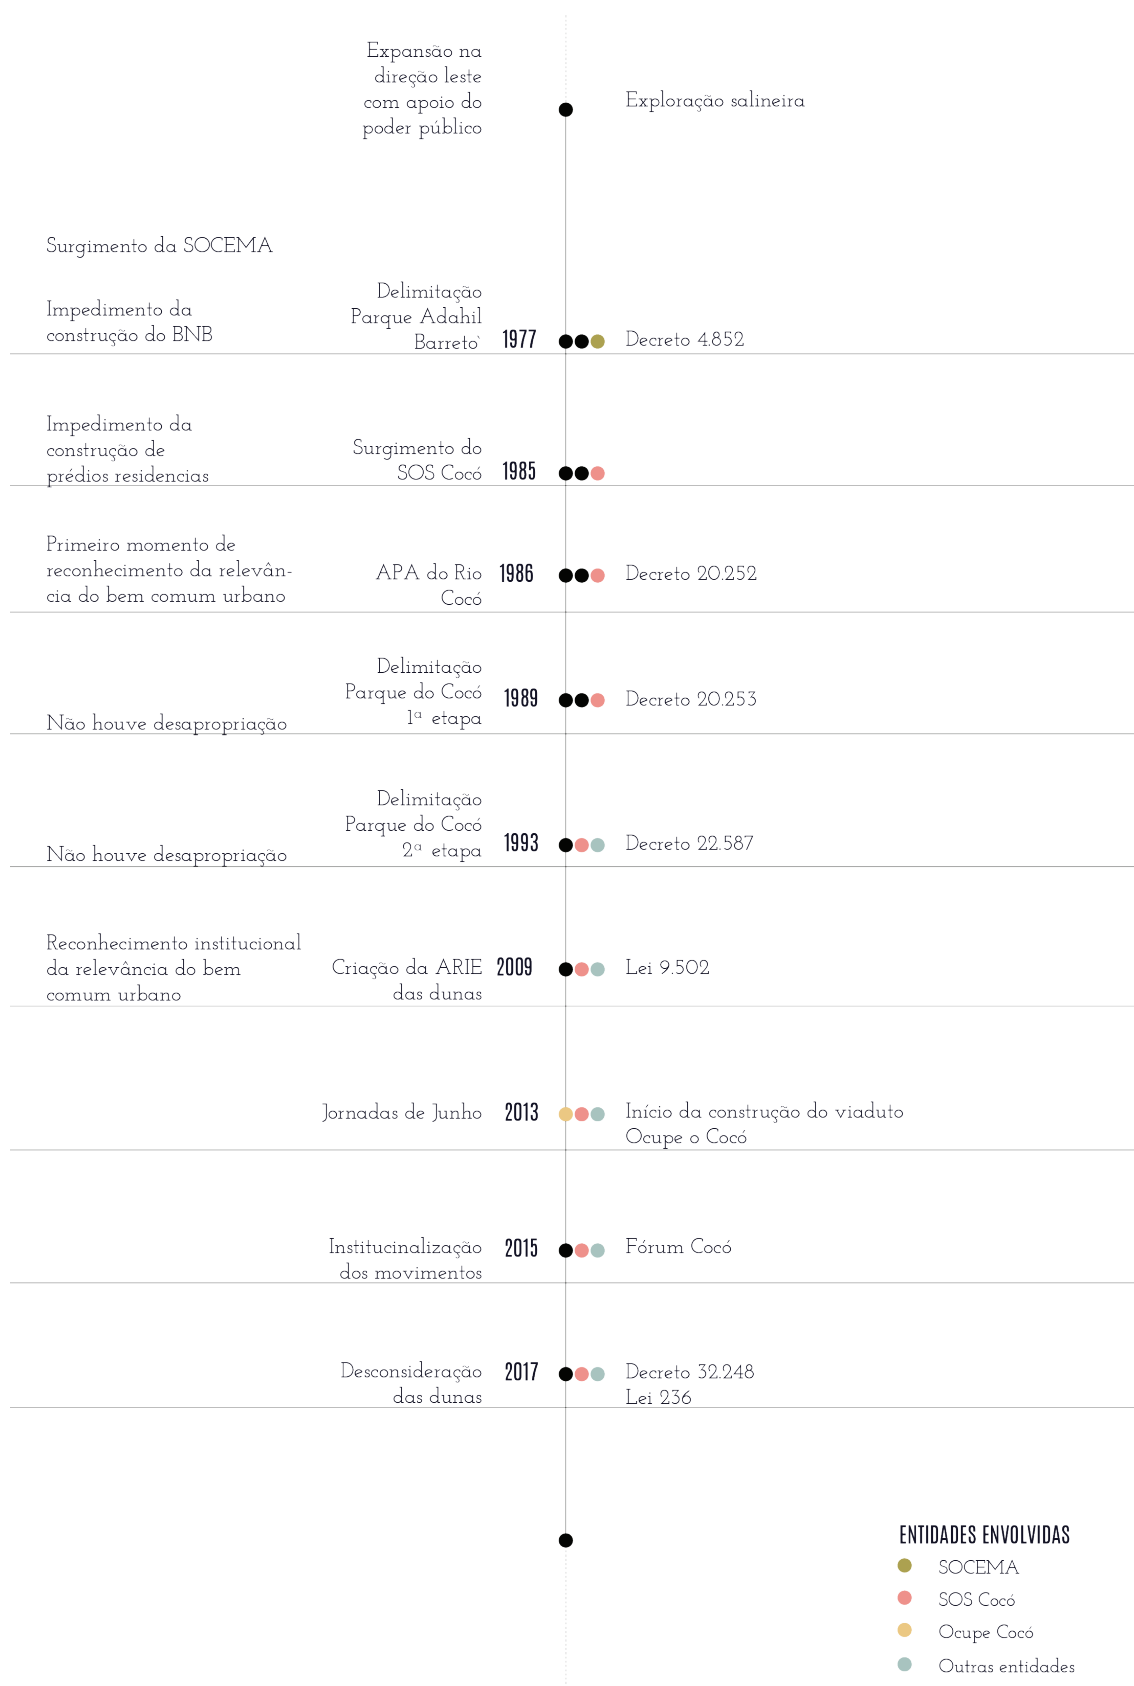 Expansão na
direção leste
com apoio do
poder público
Exploração salineira
Surgimento da SOCEMA
Impedimento da
construção do BNB
Delimitação
Parque Adahil
Barreto`
1977
Decreto 4.852
Impedimento da
construção de
prédios residencias
Surgimento do
SOS Cocó
1985
Primeiro momento de
reconhecimento da relevân-
cia do bem comum urbano
APA do Rio
Cocó
1986
Decreto 20.252
Não houve desapropriação
Delimitação
Parque do Cocó
1ª etapa
1989
Decreto 20.253
Não houve desapropriação
Delimitação
Parque do Cocó
2ª etapa
1993
Decreto 22.587
Reconhecimento institucional
da relevância do bem
comum urbano
Criação da ARIE
das dunas
2009
Lei 9.502
Jornadas de Junho
2013
Início da construção do viaduto
Ocupe o Cocó
Institucinalização
dos movimentos
2015
Fórum Cocó
Desconsideração
das dunas
2017
Decreto 32.248
Lei 236
ENTIDADES ENVOLVIDAS
SOCEMA
SOS Cocó
Ocupe Cocó
Outras entidades